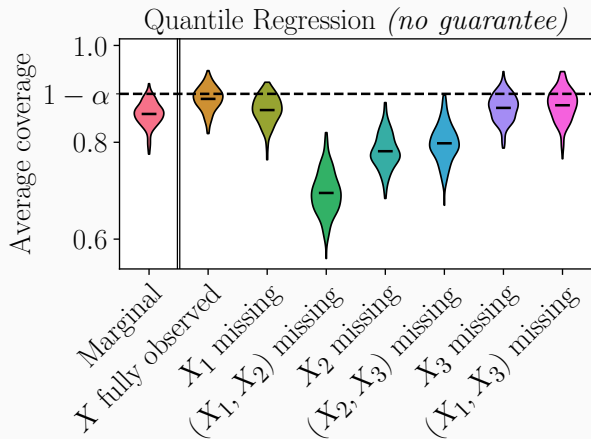 Quantile Regression (no guarantee)
Average coverage
1.0
1 − α
0.8
0.6
Marginal
X fully observed
X₁ missing
(X₁, X₂) missing
X₂ missing
(X₂, X₃) missing
X₃ missing
(X₁, X₃) missing